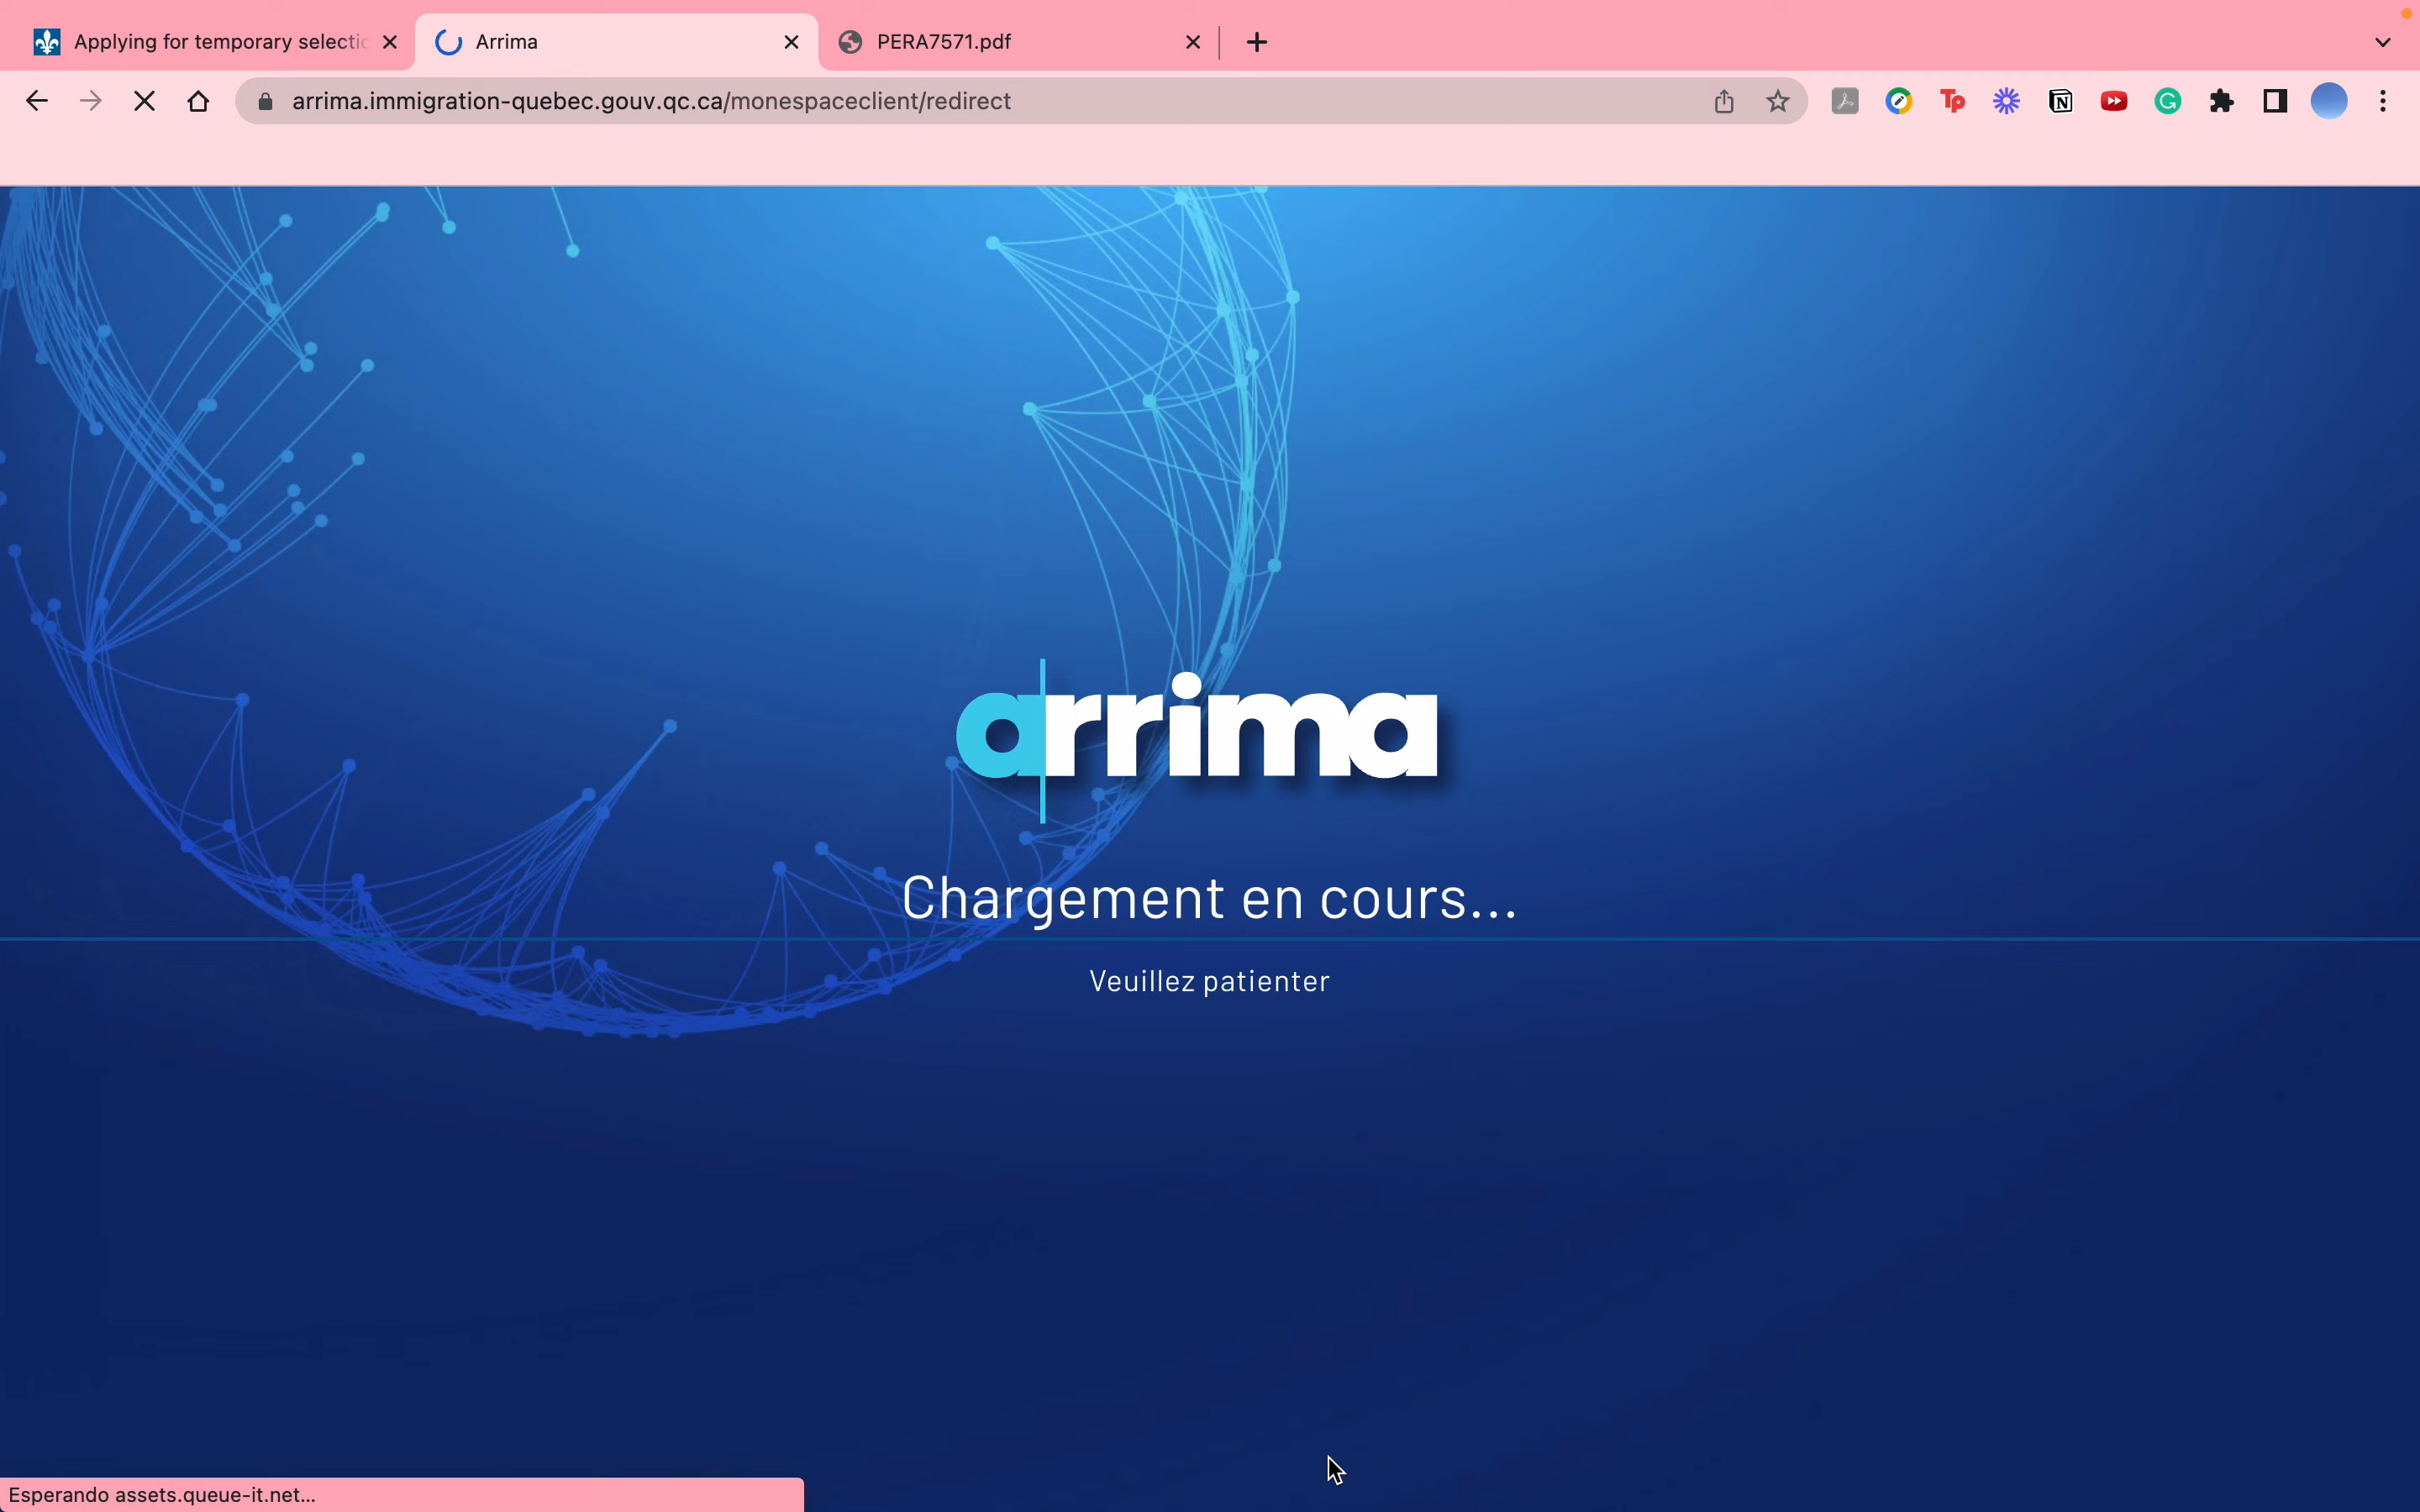 Applying for temporary selectio
Arrima
PERA7571.pdf
arrima.immigration-quebec.gouv.qc.ca/monespaceclient/redirect
arrima
Chargement en cours...
Veuillez patienter
Esperando assets.queue-it.net...